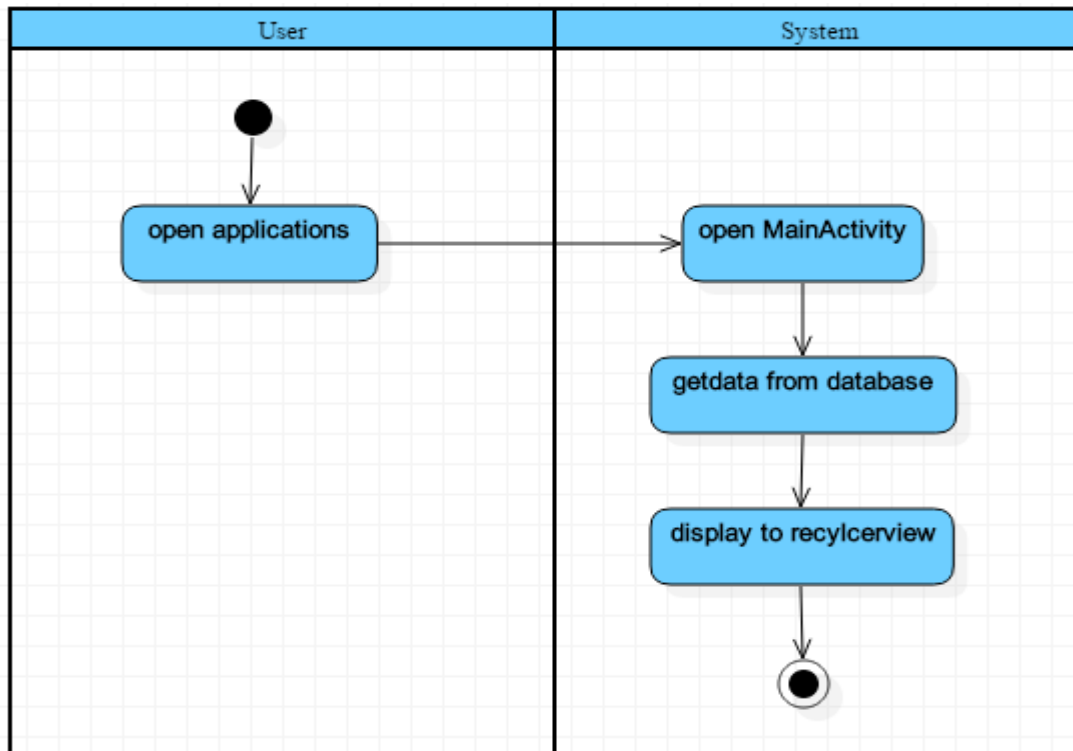 User
System
open applications
open MainActivity
getdata from database
display to recylcerview